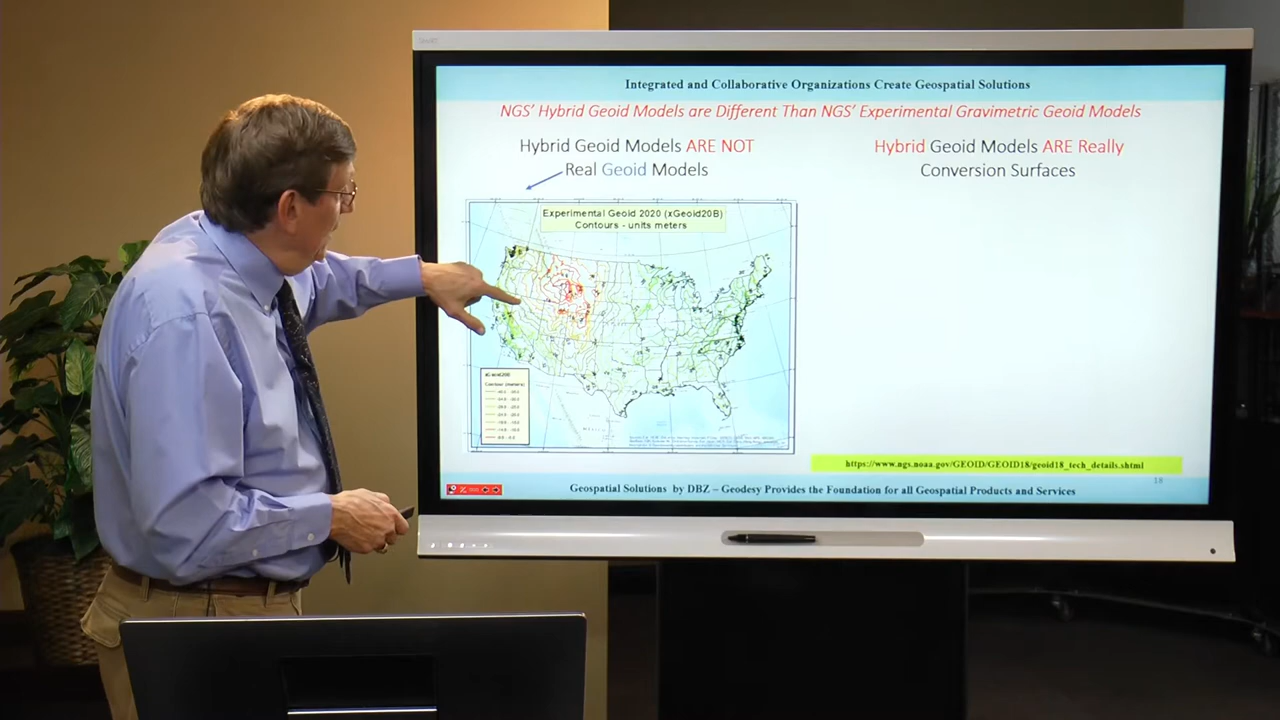 Integrated and Collaborative Organizations Create Geospatial Solutions
NGS' Hybrid Geoid Models are Different Than NGS' Experimental Gravimetric Geoid Models
Hybrid Geoid Models ARE NOT
Real Geoid Models
Hybrid Geoid Models ARE Really
Conversion Surfaces
Experimental Geoid 2020 (xGeoid20B)
Contours - units meters
Contour (meters)
https://www.ngs.noaa.gov/GEOID/GEOID18/geoid18_tech_details.shtml
Geospatial Solutions by DBZ – Geodesy Provides the Foundation for all Geospatial Products and Services
18